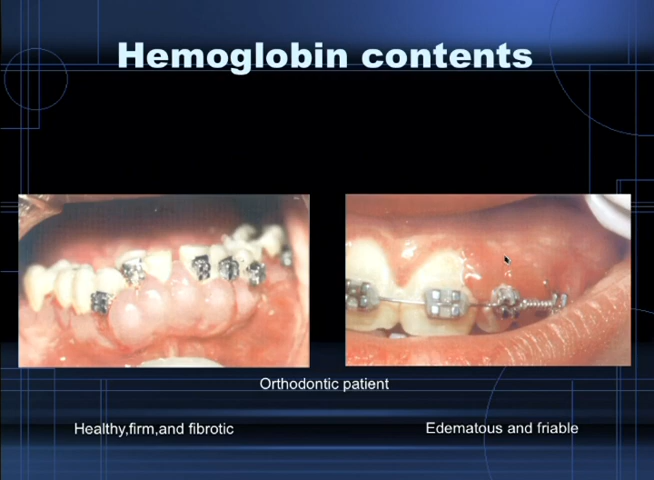 Hemoglobin contents
Orthodontic patient
Healthy,firm,and fibrotic
Edematous and friable